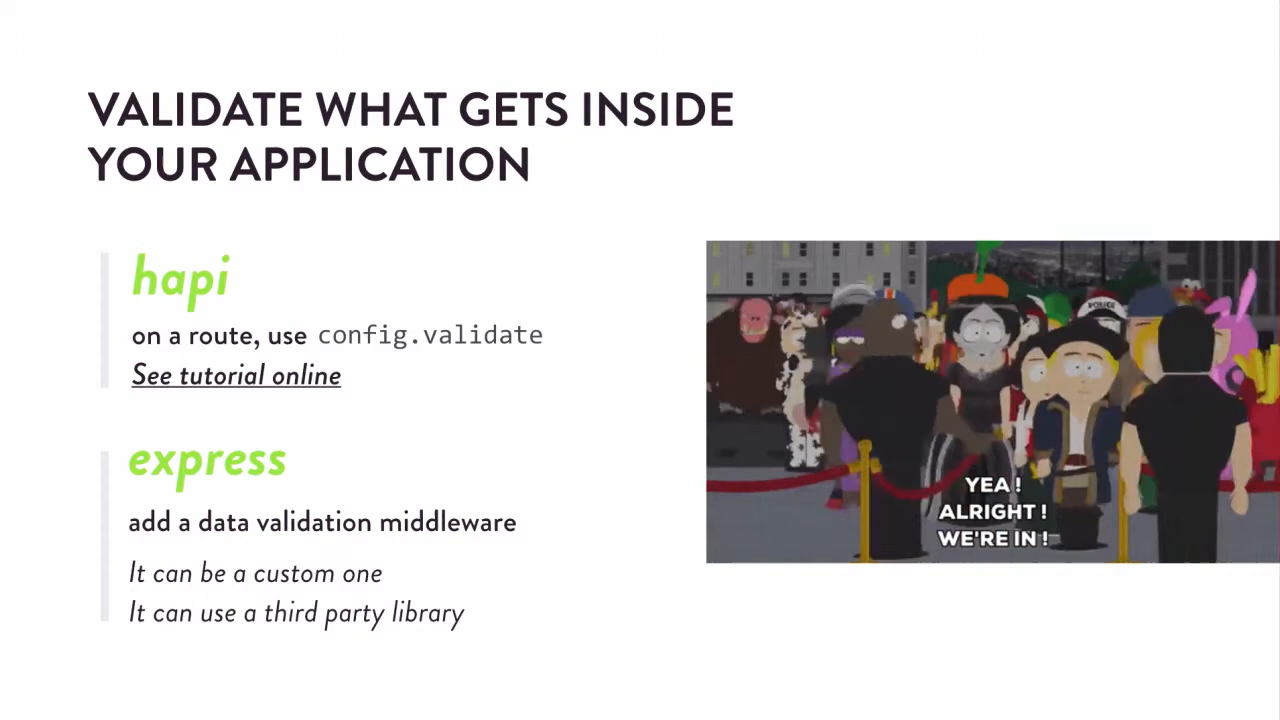 VALIDATE WHAT GETS INSIDE
YOUR APPLICATION
hapi
on a route, use config.validate
See tutorial online
express
add a data validation middleware
It can be a custom one
It can use a third party library
POLICE
YEA !
ALRIGHT !
WE'RE IN !